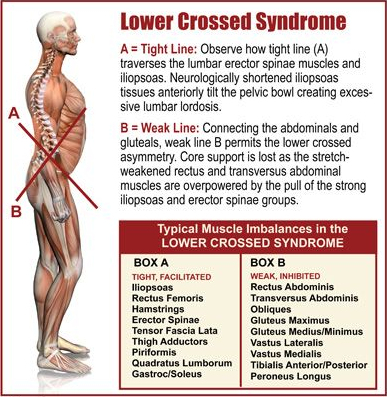 Lower Crossed Syndrome
A = Tight Line: Observe how tight line (A)
traverses the lumbar erector spinae muscles and
iliopsoas. Neurologically shortened iliopsoas
tissues anteriorly tilt the pelvic bowl creating exces-
sive lumbar lordosis.
B = Weak Line: Connecting the abdominals and
gluteals, weak line B permits the lower crossed
asymmetry. Core support is lost as the stretch-
weakened rectus and transversus abdominal
muscles are overpowered by the pull of the strong
iliopsoas and erector spinae groups.
A
B
Typical Muscle Imbalances in the
LOWER CROSSED SYNDROME
BOX A
TIGHT, FACILITATED
Iliopsoas
Rectus Femoris
Hamstrings
Erector Spinae
Tensor Fascia Lata
Thigh Adductors
Piriformis
Quadratus Lumborum
Gastroc/Soleus
BOX B
WEAK, INHIBITED
Rectus Abdominis
Transversus Abdominis
Obliques
Gluteus Maximus
Gluteus Medius/Minimus
Vastus Lateralis
Vastus Medialis
Tibialis Anterior/Posterior
Peroneus Longus